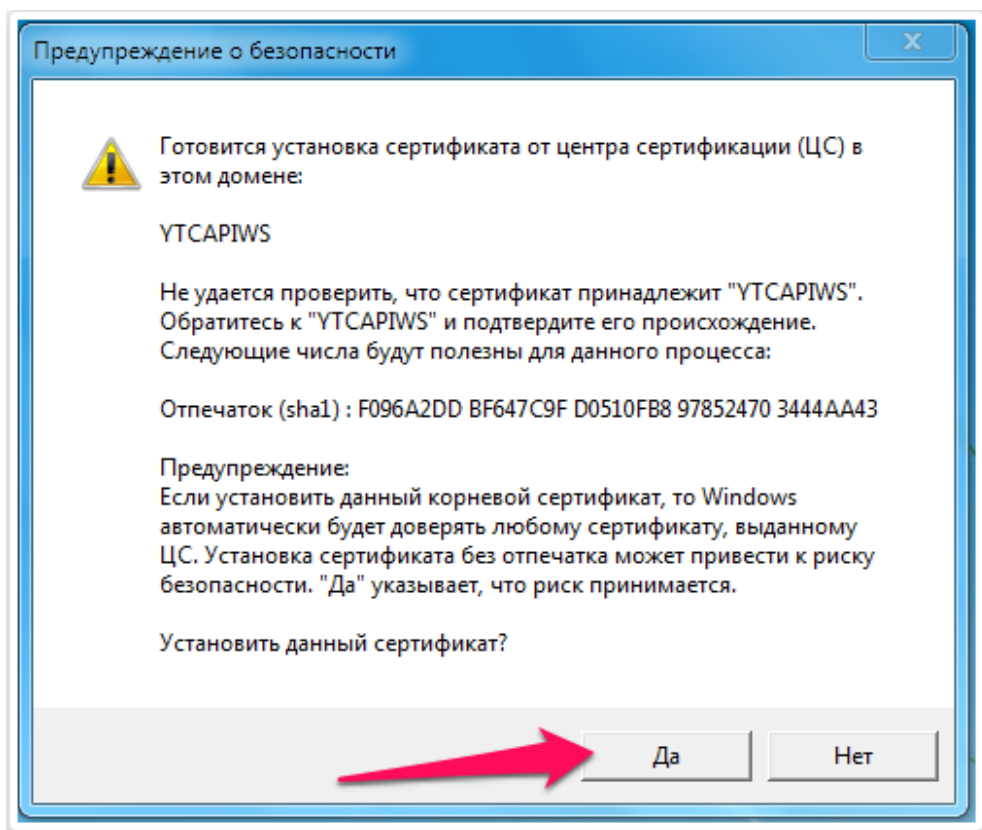 Предупреждение о безопасности
Готовится установка сертификата от центра сертификации (ЦС) в
этом домене:
YTCAPIWS
Не удается проверить, что сертификат принадлежит "YTCAPIWS".
Обратитесь к "YTCAPIWS" и подтвердите его происхождение.
Следующие числа будут полезны для данного процесса:
Отпечаток (sha1) : F096A2DD BF647C9F D0510FB8 97852470 3444AA43
Предупреждение:
Если установить данный корневой сертификат, то Windows
автоматически будет доверять любому сертификату, выданному
ЦС. Установка сертификата без отпечатка может привести к риску
безопасности. "Да" указывает, что риск принимается.
Установить данный сертификат?
Да
Нет